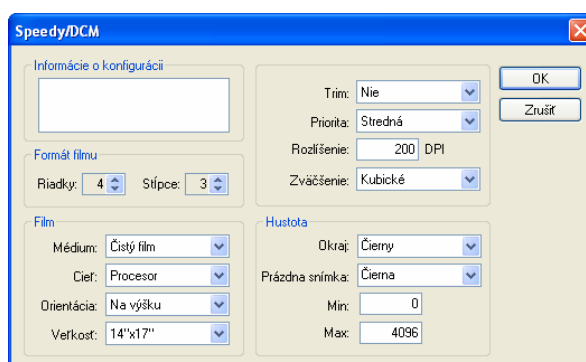 Speedy/DCM
Informácie o konfigurácii
Trim: Nie
Priorita: Stredná
Rozlíšenie: 200 DPI
Zväčšenie: Kubické
OK
Zrušiť
Formát filmu
Riadky: 4 Stĺpce: 3
Film
Médium: Čistý film
Cieľ: Procesor
Orientácia: Na výšku
Veľkosť: 14"x17"
Hustota
Okraj: Čierny
Prázdna snímka: Čierna
Min: 0
Max: 4096